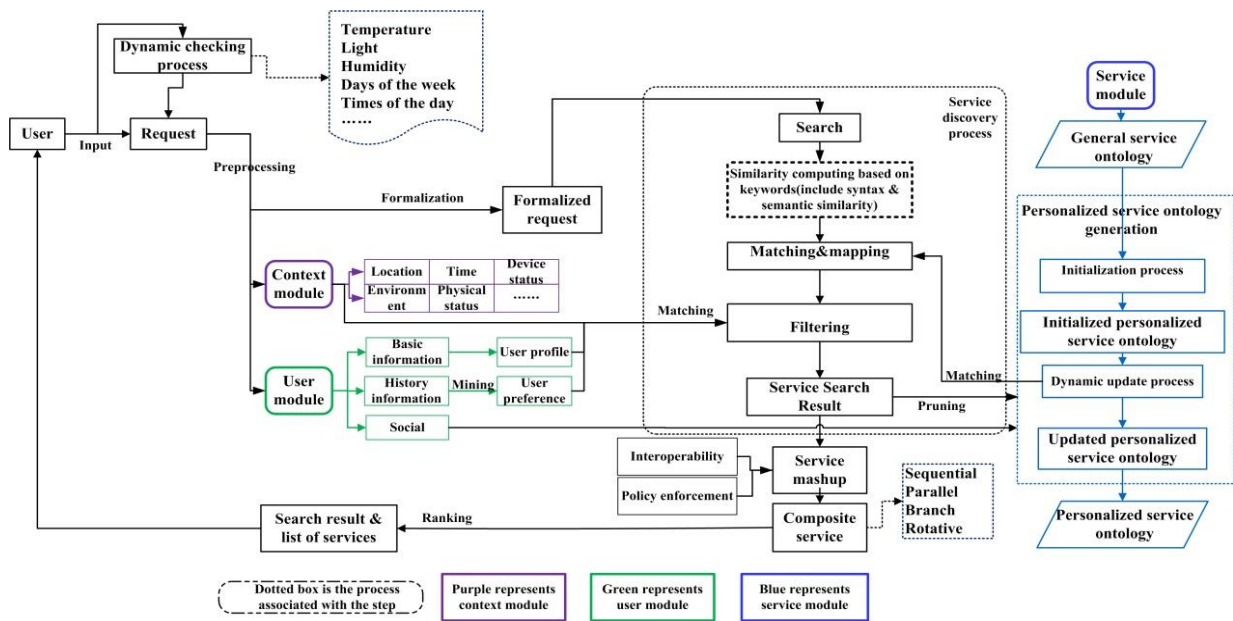 Dynamic checking
process
Temperature
Light
Humidity
Days of the week
Times of the day
……
User
Input
Request
Preprocessing
Formalization
Formalized
request
Context
module
Location
Time
Device
status
Environm
ent
Physical
status
……
User
module
Basic
information
User profile
History
information
Mining
User
preference
Social
Matching
Service
discovery
process
Search
Similarity computing based on
keywords(include syntax &
semantic similarity)
Matching&mapping
Filtering
Service Search
Result
Pruning
Matching
Interoperability
Policy enforcement
Service
mashup
Composite
service
Sequential
Parallel
Branch
Rotative
Ranking
Search result &
list of services
Service
module
General service
ontology
Personalized service ontology
generation
Initialization process
Initialized personalized
service ontology
Dynamic update process
Updated personalized
service ontology
Personalized service
ontology
Dotted box is the process
associated with the step
Purple represents
context module
Green represents
user module
Blue represents
service module